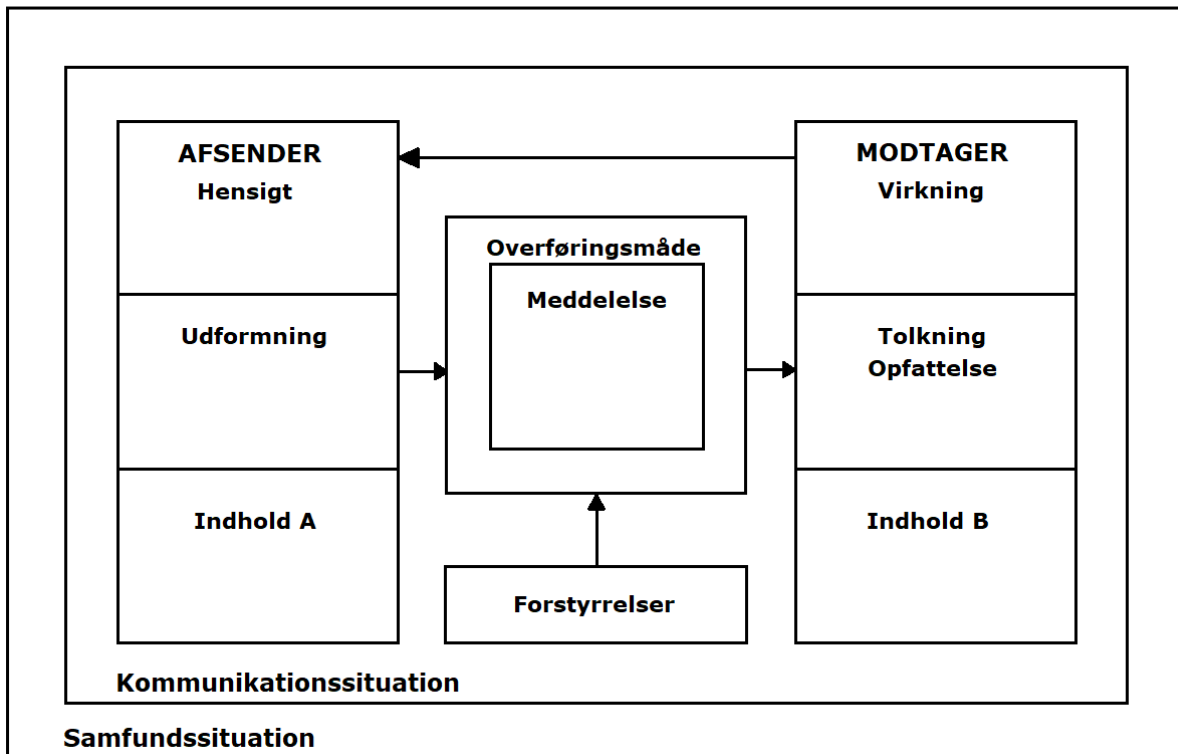 AFSENDER
Hensigt
Udformning
Indhold A
Overføringsmåde
Meddelelse
Forstyrrelser
MODTAGER
Virkning
Tolkning
Opfattelse
Indhold B
Kommunikationssituation
Samfundssituation